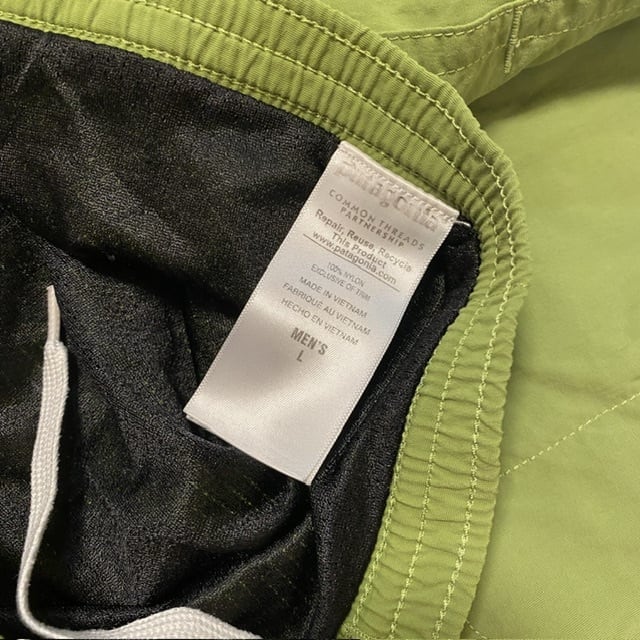 patagonia
COMMON THREADS
PARTNERSHIP
Repair, Reuse, Recycle
This Product
www.patagonia.com
100% NYLON
EXCLUSIVE OF TRIM
MADE IN VIETNAM
FABRIQUÉ AU VIETNAM
HECHO EN VIETNAM
MEN'S
L